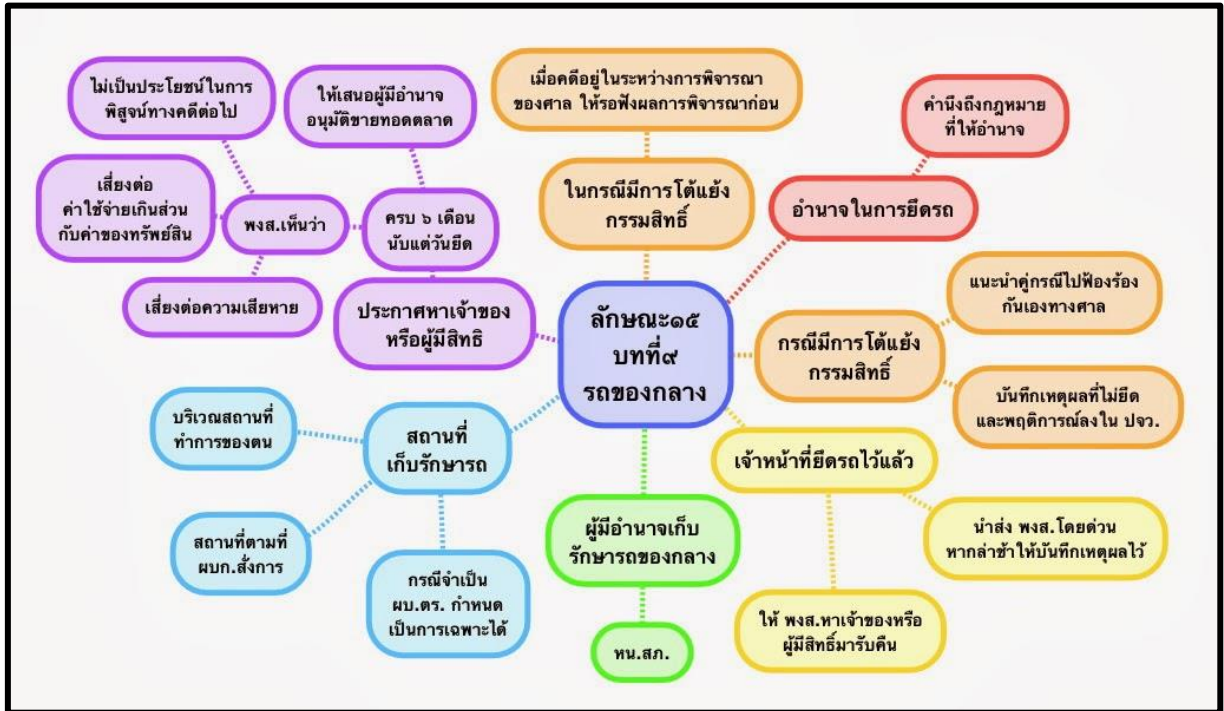 ลักษณะ๑๕
บทที่๙
รถของกลาง
อำนาจในการยึดรถ
คำนึงถึงกฎหมาย
ที่ให้อำนาจ
กรณีมีการโต้แย้ง
กรรมสิทธิ์
แนะนำคู่กรณีไปฟ้องร้อง
กันเองทางศาล
บันทึกเหตุผลที่ไม่ยึด
และพฤติการณ์ลงใน ปจว.
เจ้าหน้าที่ยึดรถไว้แล้ว
นำส่ง พงส.โดยด่วน
หากล่าช้าให้บันทึกเหตุผลไว้
ให้ พงส.หาเจ้าของหรือ
ผู้มีสิทธิ์มารับคืน
ผู้มีอำนาจเก็บ
รักษารถของกลาง
หน.สภ.
สถานที่
เก็บรักษารถ
บริเวณสถานที่
ทำการของตน
สถานที่ตามที่
ผบก.สั่งการ
กรณีจำเป็น
ผบ.ตร. กำหนด
เป็นการเฉพาะได้
ประกาศหาเจ้าของ
หรือผู้มีสิทธิ
ครบ ๖ เดือน
นับแต่วันยึด
ให้เสนอผู้มีอำนาจ
อนุมัติขายทอดตลาด
พงส.เห็นว่า
ไม่เป็นประโยชน์ในการ
พิสูจน์ทางคดีต่อไป
เสี่ยงต่อ
ค่าใช้จ่ายเกินส่วน
กับค่าของทรัพย์สิน
เสี่ยงต่อความเสียหาย
ในกรณีมีการโต้แย้ง
กรรมสิทธิ์
เมื่อคดีอยู่ในระหว่างการพิจารณา
ของศาล ให้รอฟังผลการพิจารณาก่อน